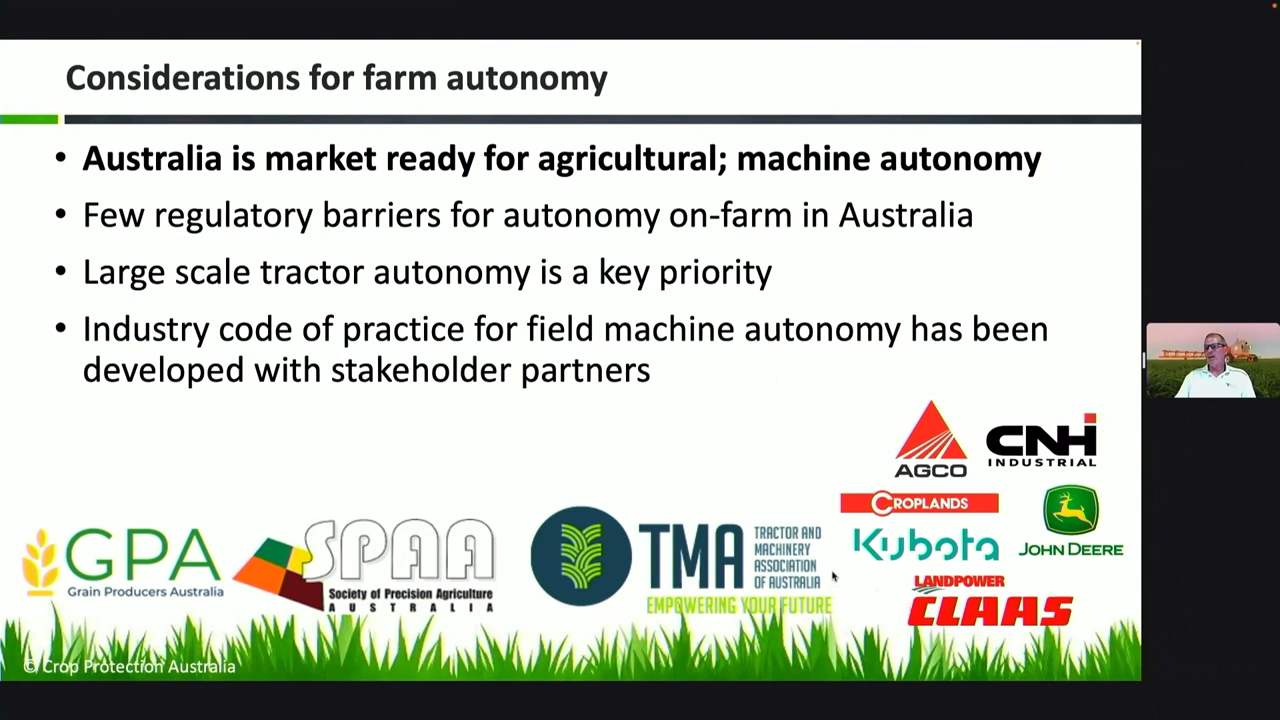 Considerations for farm autonomy
• Australia is market ready for agricultural; machine autonomy
• Few regulatory barriers for autonomy on-farm in Australia
• Large scale tractor autonomy is a key priority
• Industry code of practice for field machine autonomy has been
developed with stakeholder partners
AGCO
CNH
INDUSTRIAL
CROPLANDS
Kubota
JOHN DEERE
LANDPOWER
CLAAS
GPA
Grain Producers Australia
SPAA
Society of Precision Agriculture
AUSTRALIA
TMA
TRACTOR AND
MACHINERY
ASSOCIATION
OF AUSTRALIA
EMPOWERING YOUR FUTURE
© Crop Protection Australia